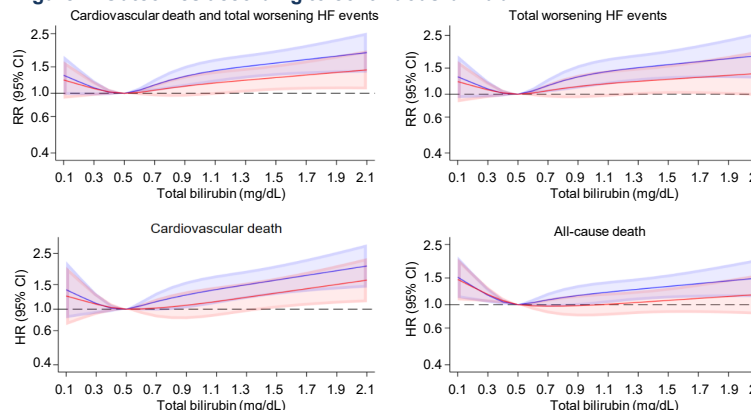 Cardiovascular death and total worsening HF events
Total worsening HF events
2.5
1.5
1.0
0.6
0.4
RR (95% CI)
0.1 0.3 0.5 0.7 0.9 1.1 1.3 1.5 1.7 1.9 2.1
Total bilirubin (mg/dL)
2.5
1.5
1.0
0.6
0.4
RR (95% CI)
0.1 0.3 0.5 0.7 0.9 1.1 1.3 1.5 1.7 1.9
Total bilirubin (mg/dL)
Cardiovascular death
All-cause death
2.5
1.5
1.0
0.6
0.4
HR (95% CI)
0.1 0.3 0.5 0.7 0.9 1.1 1.3 1.5 1.7 1.9 2.1
Total bilirubin (mg/dL)
2.5
1.5
1.0
0.6
0.4
HR (95% CI)
0.1 0.3 0.5 0.7 0.9 1.1 1.3 1.5 1.7 1.9
Total bilirubin (mg/dL)